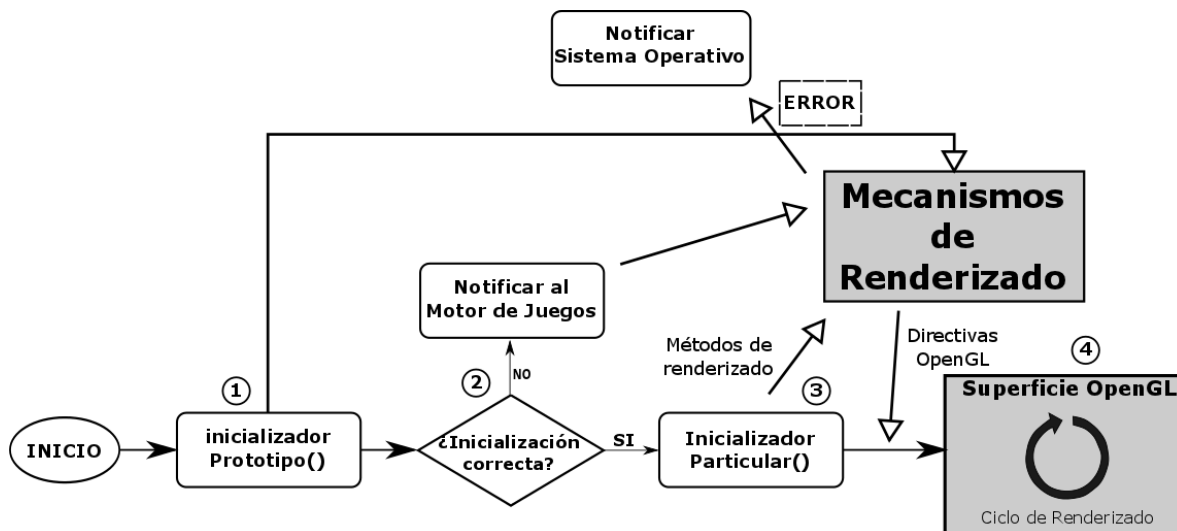 Notificar
Sistema Operativo
ERROR
Mecanismos
de
Renderizado
Notificar al
Motor de Juegos
Métodos de
renderizado
Directivas
OpenGL
1
2
NO
3
4
INICIO
inicializador
Prototipo()
¿Inicialización
correcta?
SI
Inicializador
Particular()
Superficie OpenGL
Ciclo de Renderizado